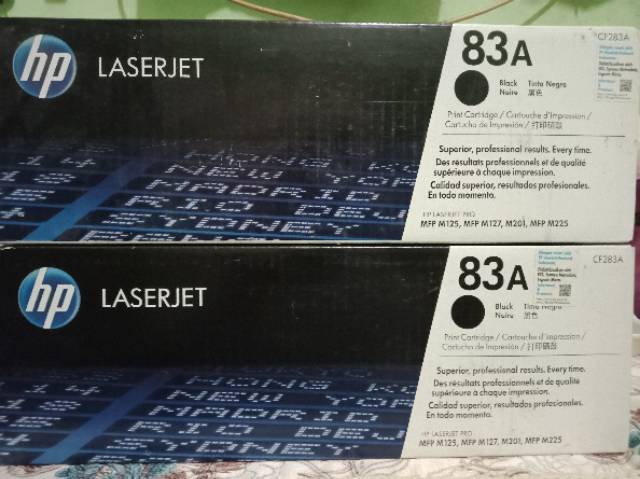 hp
LASERJET
83A
CF283A
Black Tinta Negro
Noire 黑色
Print Cartridge / Cartouche d'Impression /
Cartucho de Impresión / 打印硒鼓
Superior, professional results. Every time.
Des résultats professionnels et de qualité
supérieure à chaque impression.
Calidad superior, resultados profesionales.
En todo momento.
HP LASERJET PRO
MFP M125, MFP M127, M201, MFP M225
hp
LASERJET
83A
CF283A
Black Tinta Negro
Noire 黑色
Print Cartridge / Cartouche d'Impression /
Cartucho de Impresión / 打印硒鼓
Superior, professional results. Every time.
Des résultats professionnels et de qualité
supérieure à chaque impression.
Calidad superior, resultados profesionales.
En todo momento.
HP LASERJET PRO
MFP M125, MFP M127, M201, MFP M225